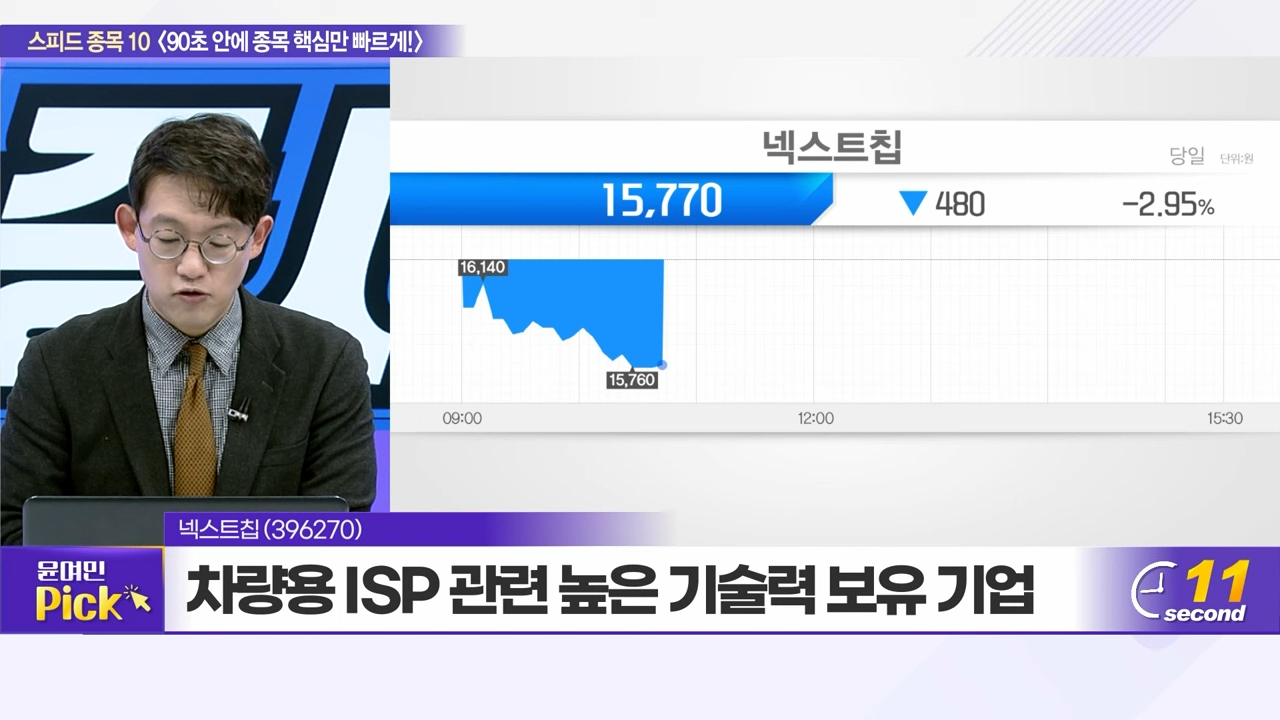 스피드 종목 10 <90초 안에 종목 핵심만 빠르게!>
넥스트칩
당일 단위:원
15,770 ▼480 -2.95%
16,140
15,760
09:00 12:00 15:30
넥스트칩 (396270)
윤여민
Pick
차량용 ISP 관련 높은 기술력 보유 기업
11
second